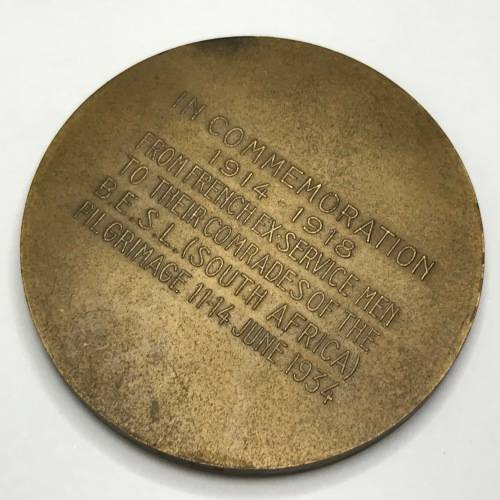 IN COMMEMORATION
1914 - 1918
FROM FRENCH EX-SERVICE MEN
TO THEIR COMRADES OF THE
B.E.S.L. (SOUTH AFRICA)
PILGRIMAGE 11-14 JUNE 1934